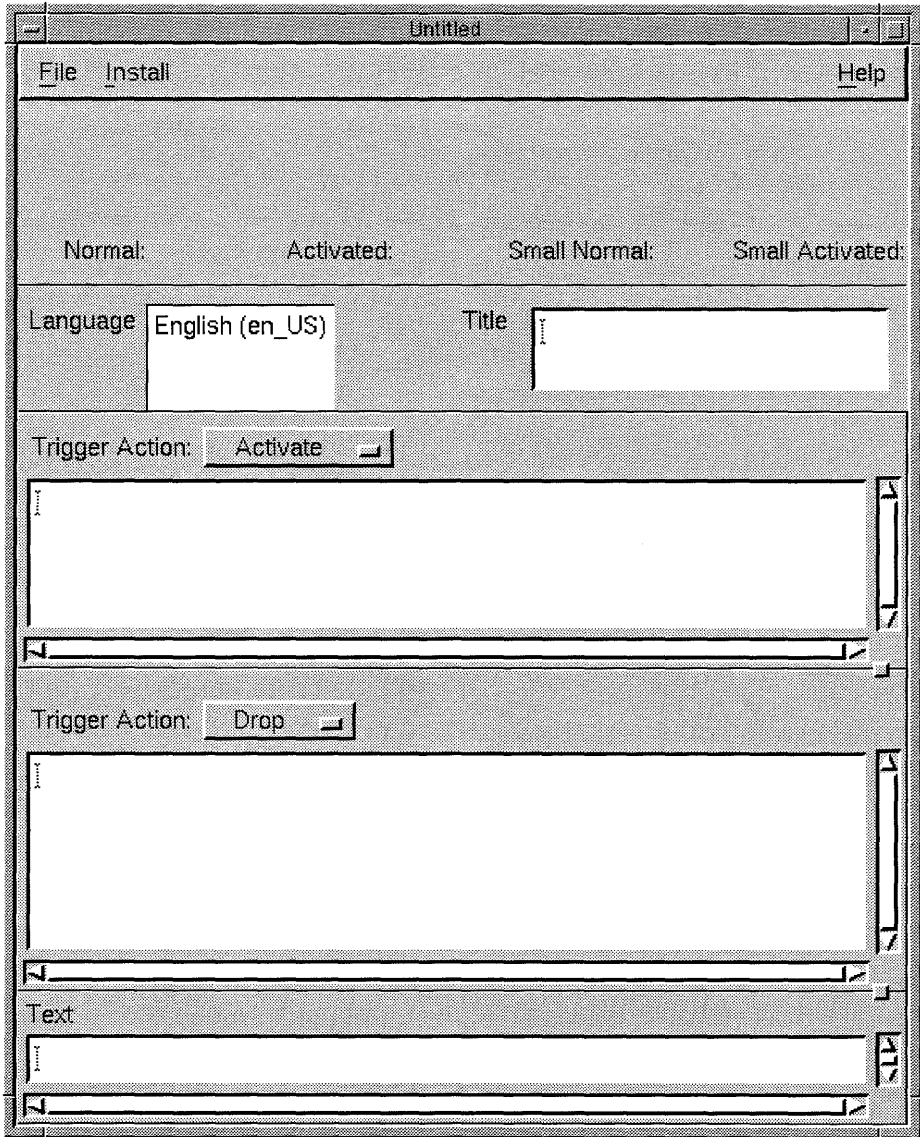 Untitled
File Install Help
Normal: Activated: Small Normal: Small Activated:
Language English (en_US) Title
Trigger Action: Activate
Trigger Action: Drop
Text